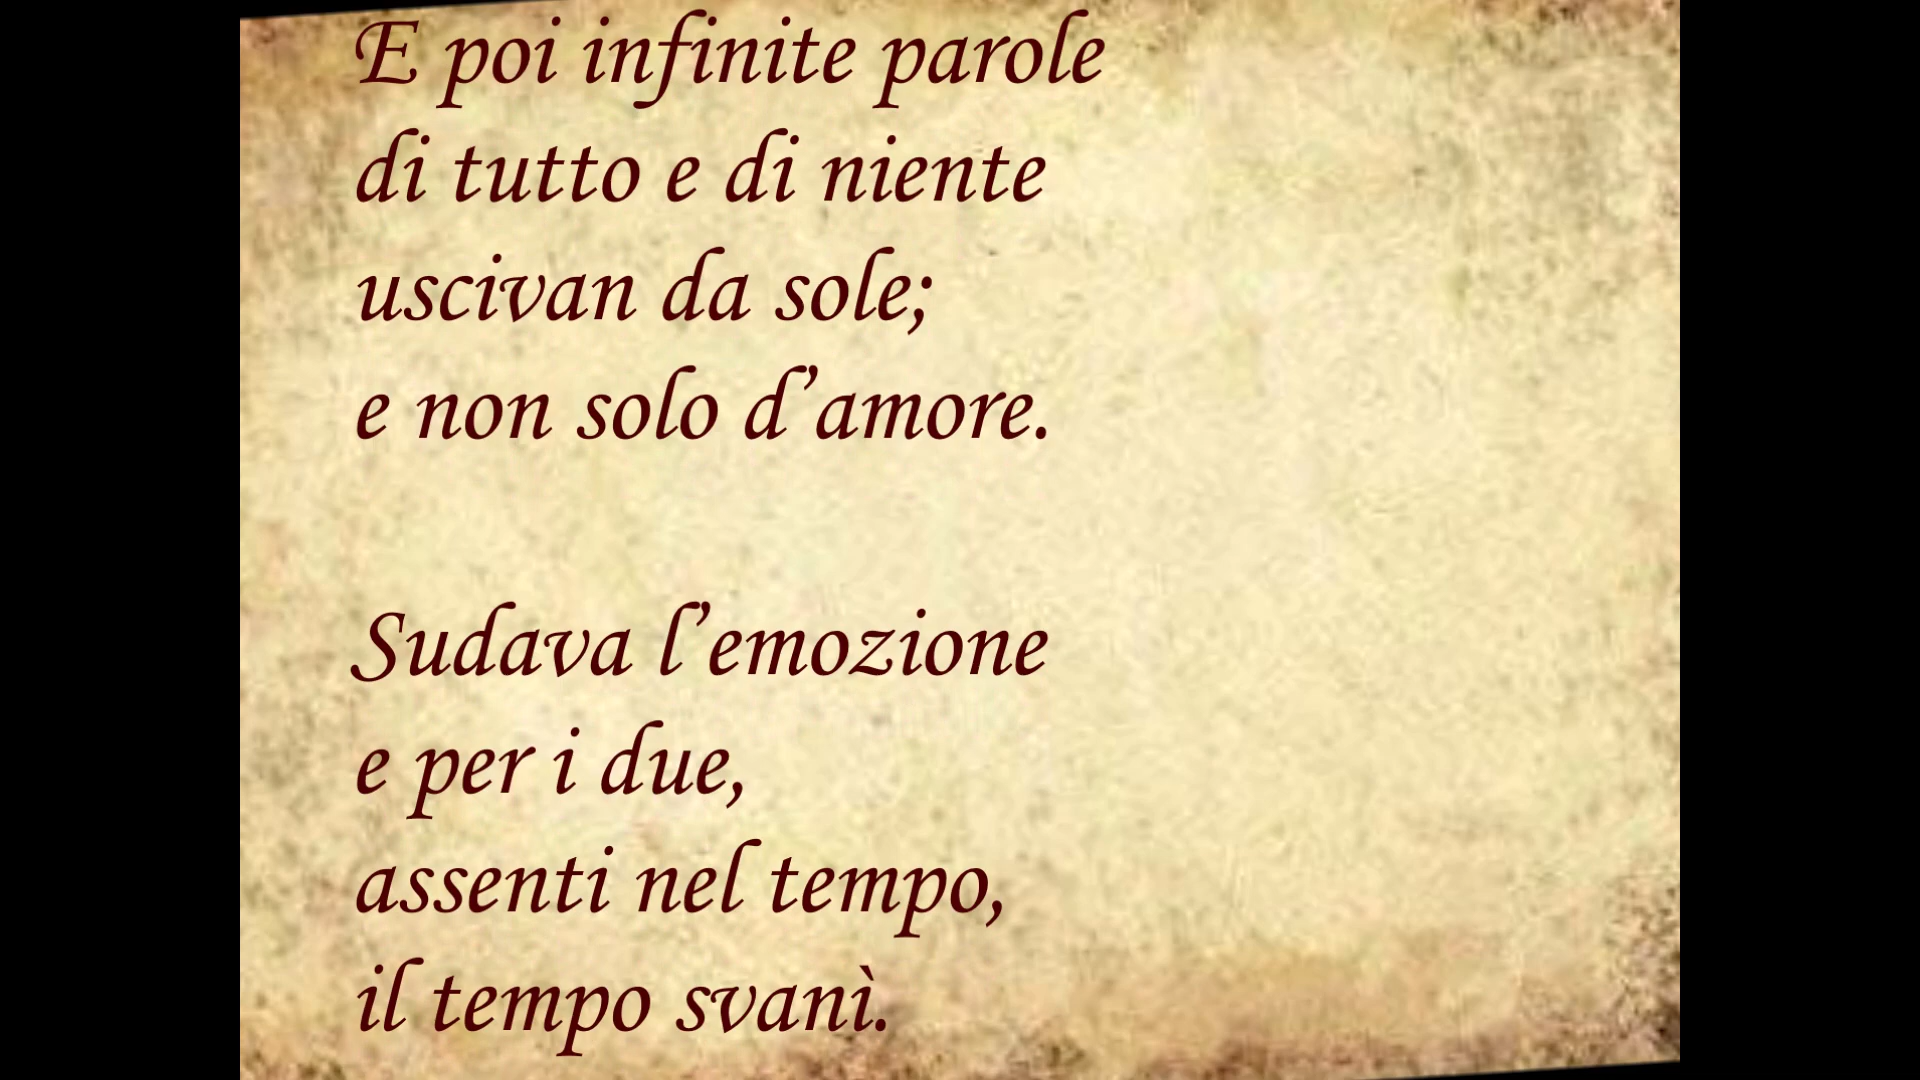 E poi infinite parole
di tutto e di niente
uscivan da sole;
e non solo d’amore.
Sudava l’emozione
e per i due,
assenti nel tempo,
il tempo svanì.